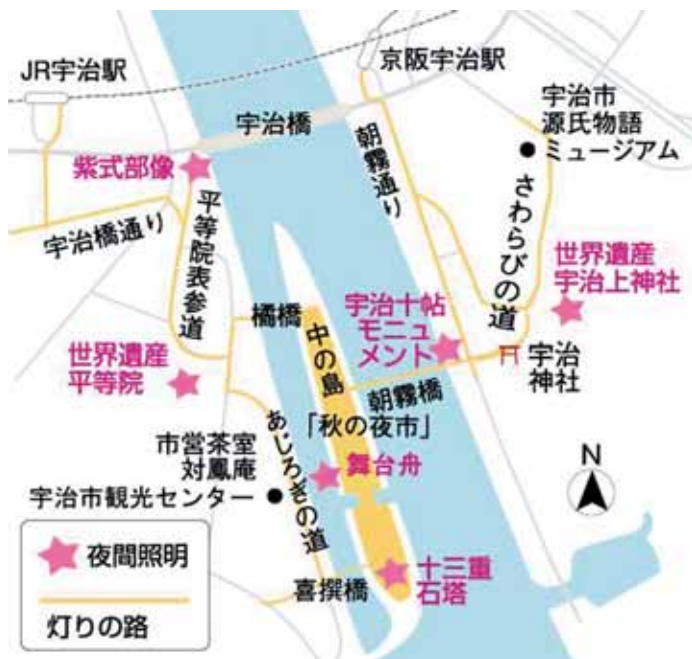 JR宇治駅
京阪宇治駅
宇治橋
宇治市
源氏物語
ミュージアム
紫式部像
朝霧通り
さわらびの道
宇治橋通り
平等院表参道
世界遺産
宇治上神社
橘橋
中の島
宇治十帖
モニュ
メント
宇治
神社
世界遺産
平等院
朝霧橋
「秋の夜市」
あじろぎの道
市営茶室
対鳳庵
宇治市観光センター
舞台舟
N
喜撰橋
十三重
石塔
夜間照明
灯りの路